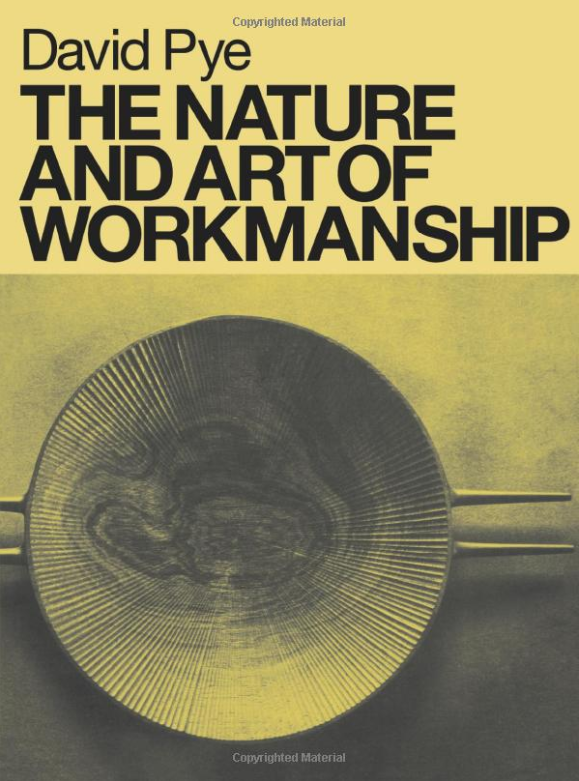 Copyrighted Material
David Pye
THE NATURE
AND ART OF
WORKMANSHIP
Copyrighted Material